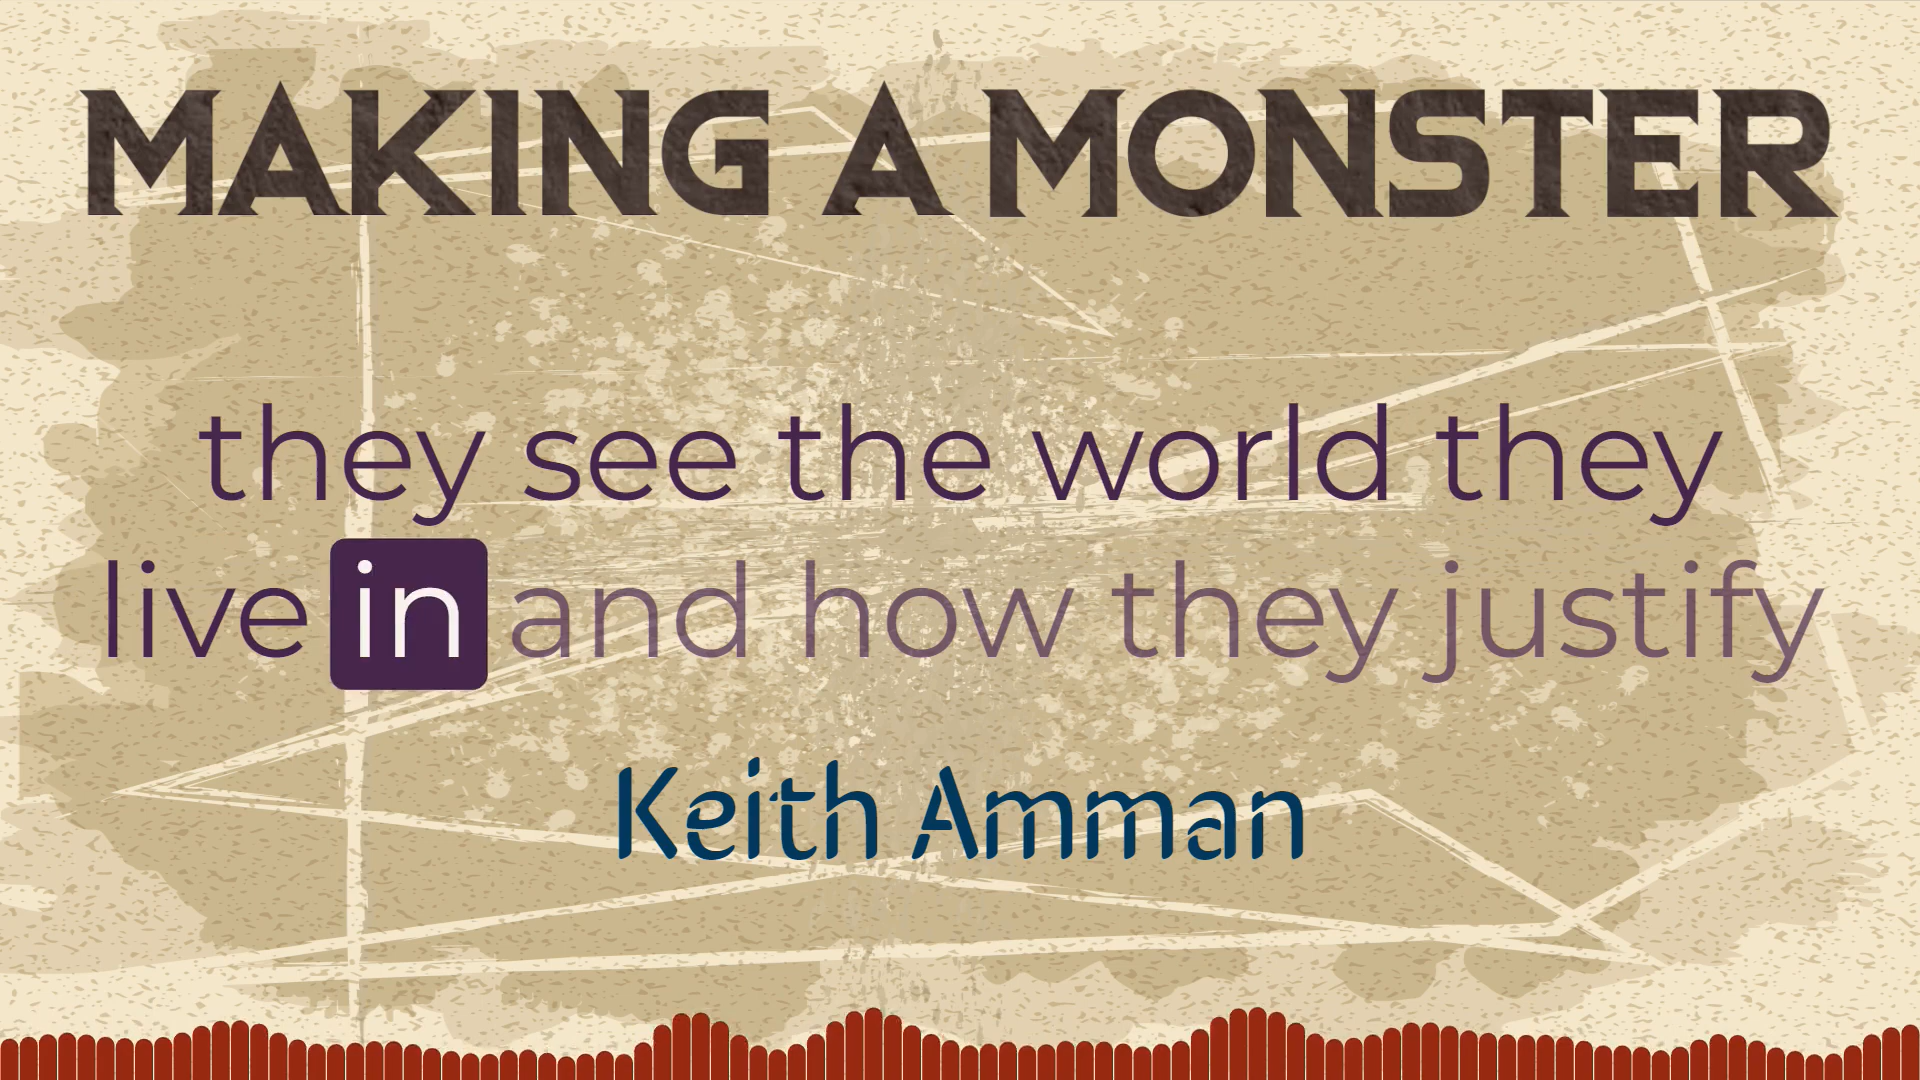 MAKING A MONSTER
they see the world they
live in and how they justify
Keith Amman